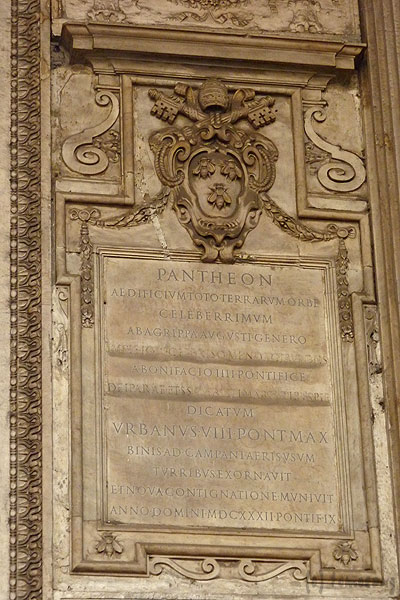 PANTHEON
AEDIFICIVM TOTO TERRARVM ORBE
CELEBERRIMVM
AB AGRIPPA AVGVSTI GENERO
A BONIFACIO IIII PONTIFICE
DEIPARAE ET SS
DICATVM
VRBANVS VIII PONT MAX
BINIS AD CAMPANI AERIS VSVM
TVRRIBVS EXORNAVIT
ET NOVA CONTIGNATIONE MVNIVIT
ANNO DOMINI MDCXXXII PONTIF IX